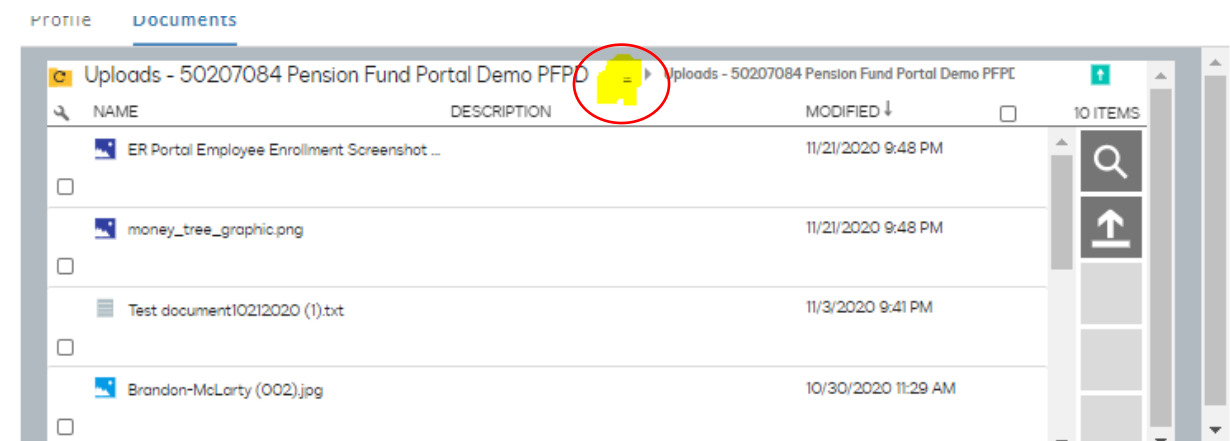 Profile Documents
Uploads - 50207084 Pension Fund Portal Demo PFPD Uploads - 50207084 Pension Fund Portal Demo PFPD
NAME DESCRIPTION MODIFIED↓ 10 ITEMS
ER Portal Employee Enrollment Screenshot ... 11/21/2020 9:48 PM
money_tree_graphic.png 11/21/2020 9:48 PM
Test document10212020 (1).txt 11/3/2020 9:41 PM
Brandon-McLarty (002).jpg 10/30/2020 11:29 AM